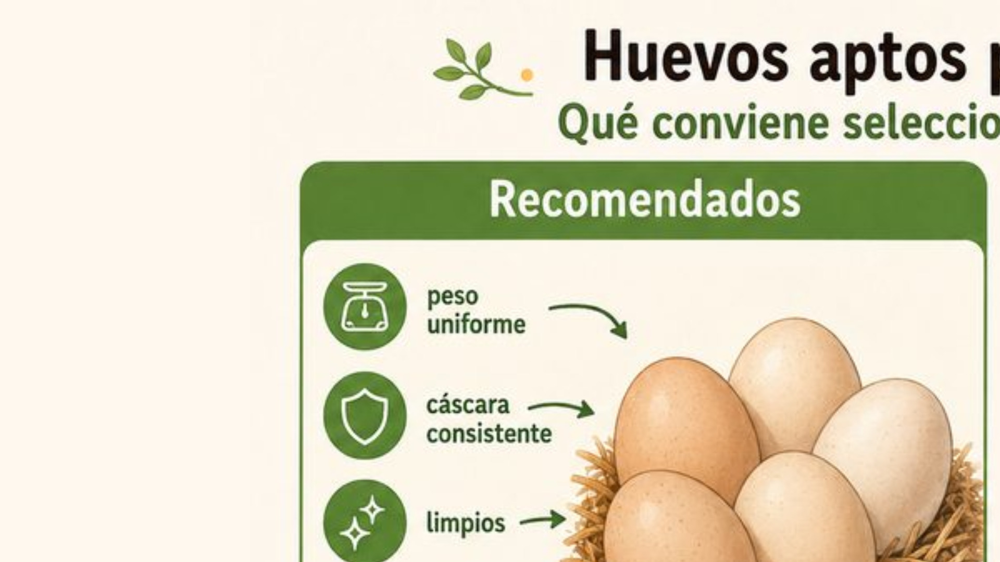 Huevos aptos
Qué conviene
Recomendados
peso
uniforme
cáscara
consistente
limpios